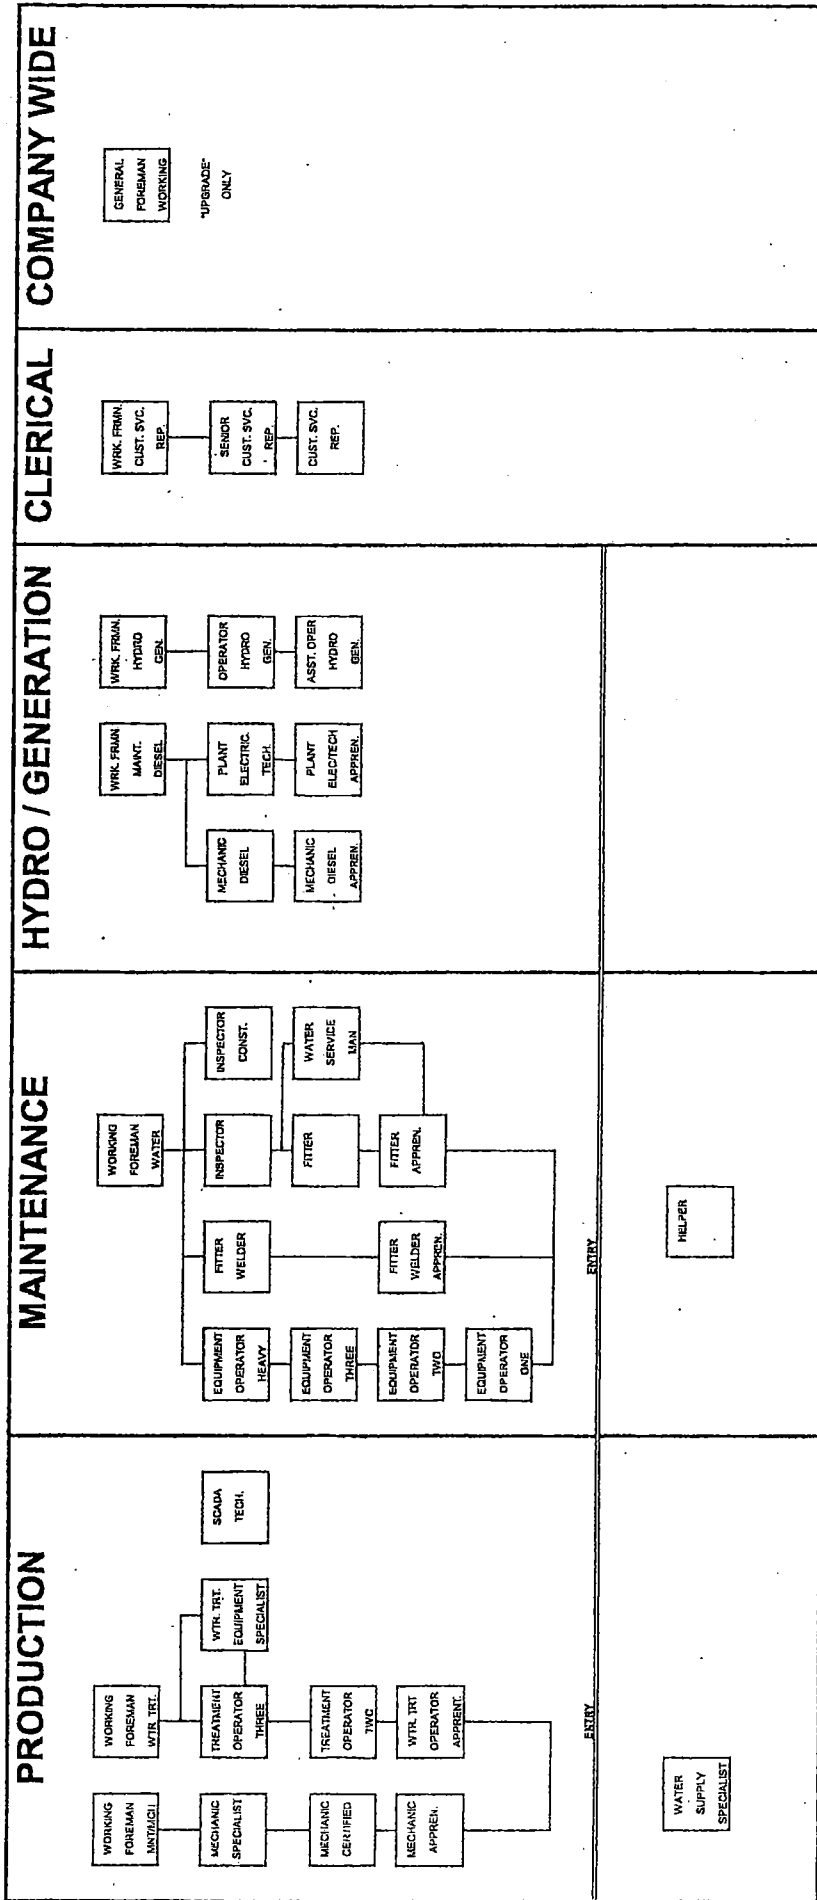 PRODUCTION
WORKING
FOREMAN
MNT/MCH
WORKING
FOREMAN
WTR. TRT.
MECHANIC
SPECIALIST
TREATMENT
OPERATOR
THREE
WTR. TRT.
EQUIPMENT
SPECIALIST
SCADA
TECH.
MECHANIC
CERTIFIED
TREATMENT
OPERATOR
TWO
MECHANIC
APPREN.
WTR. TRT
OPERATOR
APPRENT.
ENTRY
WATER
SUPPLY
SPECIALIST
MAINTENANCE
WORKING
FOREMAN
WATER
EQUIPMENT
OPERATOR
HEAVY
FITTER
WELDER
INSPECTOR
INSPECTOR
CONST.
EQUIPMENT
OPERATOR
THREE
FITTER
WATER
SERVICE
MAN
EQUIPMENT
OPERATOR
TWO
FITTER
WELDER
APPREN.
FITTER
APPREN.
EQUIPMENT
OPERATOR
ONE
ENTRY
HELPER
HYDRO / GENERATION
WRK. FRMN.
MAINT.
DIESEL
WRK. FRMN.
HYDRO
GEN.
MECHANIC
DIESEL
PLANT
ELECTRIC.
TECH.
OPERATOR
HYDRO
GEN.
MECHANIC
DIESEL
APPREN.
PLANT
ELEC/TECH
APPREN.
ASST. OPER
HYDRO
GEN.
CLERICAL
WRK. FRMN.
CUST. SVC.
REP.
SENIOR
CUST. SVC.
REP.
CUST. SVC.
REP.
COMPANY WIDE
GENERAL
FOREMAN
WORKING
"UPGRADE"
ONLY